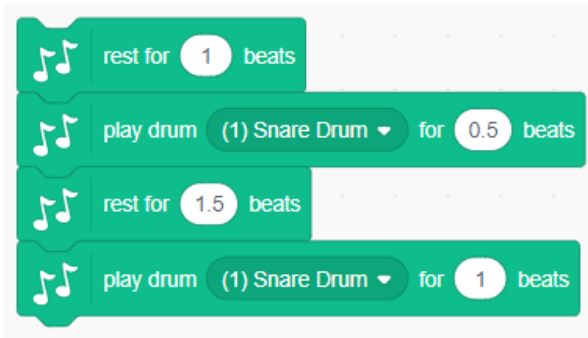 rest for 1 beats
play drum (1) Snare Drum for 0.5 beats
rest for 1.5 beats
play drum (1) Snare Drum for 1 beats